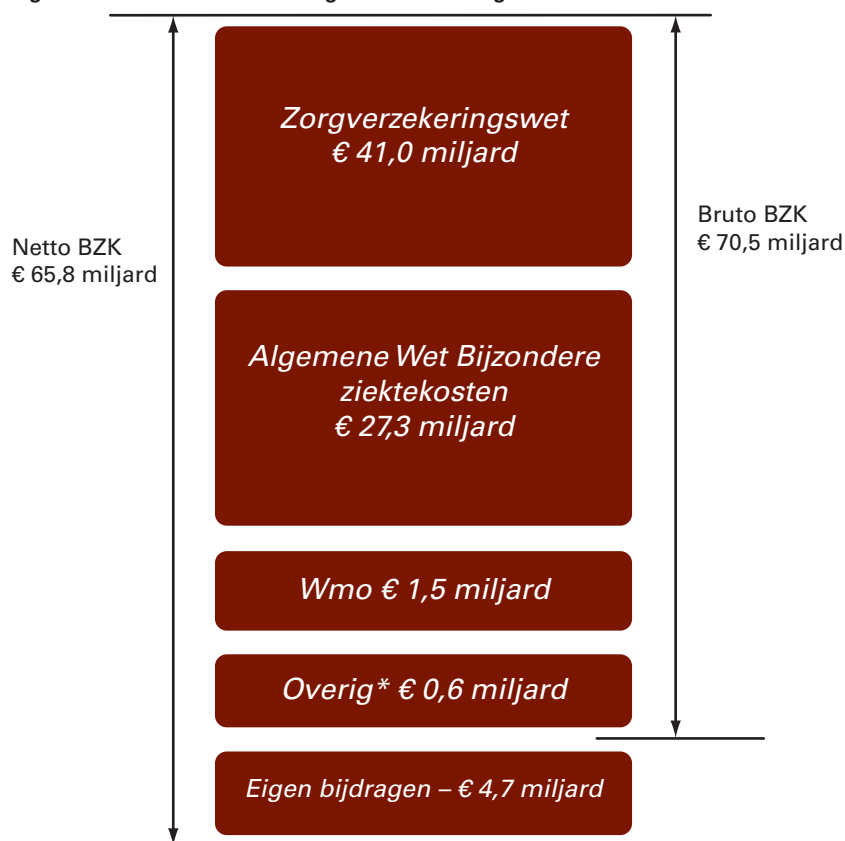 Zorgverzekeringswet
€ 41,0 miljard
Bruto BZK
€ 70,5 miljard
Netto BZK
€ 65,8 miljard
Algemene Wet Bijzondere
ziektekosten
€ 27,3 miljard
Wmo € 1,5 miljard
Overig* € 0,6 miljard
Eigen bijdragen – € 4,7 miljard